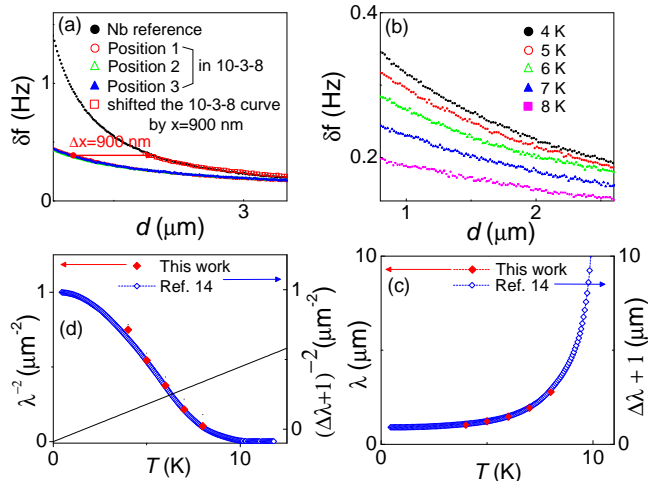 (a)
Nb reference
Position 1
Position 2
in 10-3-8
Position 3
shifted the 10-3-8 curve
by x=900 nm
Δx=900 nm
δf (Hz)
1
0
3
d (μm)
(b)
4 K
5 K
6 K
7 K
8 K
δf (Hz)
0.4
0.2
1
2
d (μm)
This work
Ref. 14
(d)
λ⁻² (μm⁻²)
1
0
0
10
T (K)
1
0
(Δλ+1)⁻² (μm⁻²)
This work
Ref. 14
(c)
λ (μm)
10
5
0
0
5
10
T (K)
10
5
0
Δλ + 1 (μm)